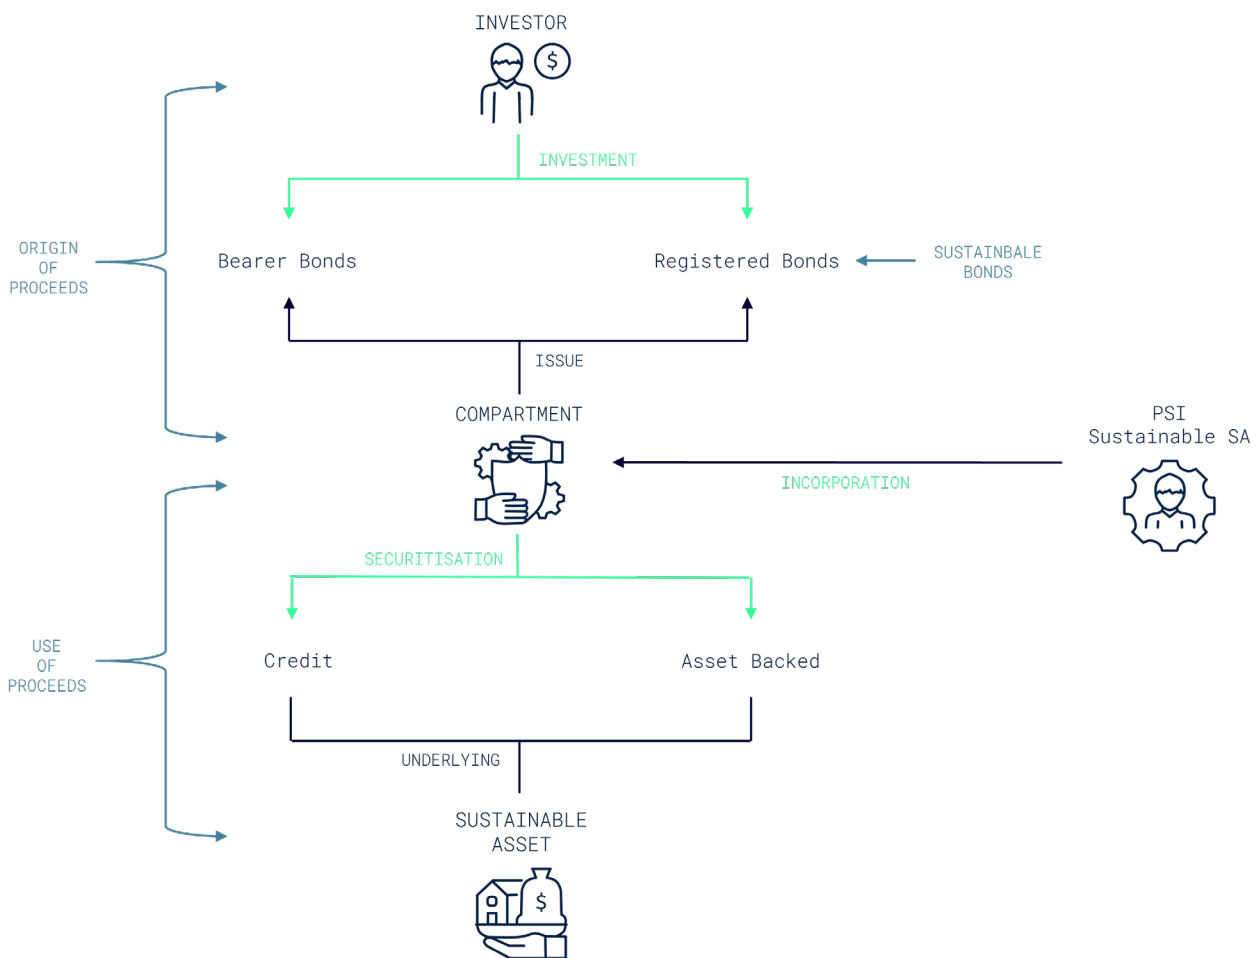 INVESTOR
$
INVESTMENT
ORIGIN
OF
PROCEEDS
Bearer Bonds
Registered Bonds
SUSTAINBALE
BONDS
ISSUE
COMPARTMENT
PSI
Sustainable SA
INCORPORATION
SECURITISATION
USE
OF
PROCEEDS
Credit
Asset Backed
UNDERLYING
SUSTAINABLE
ASSET
$